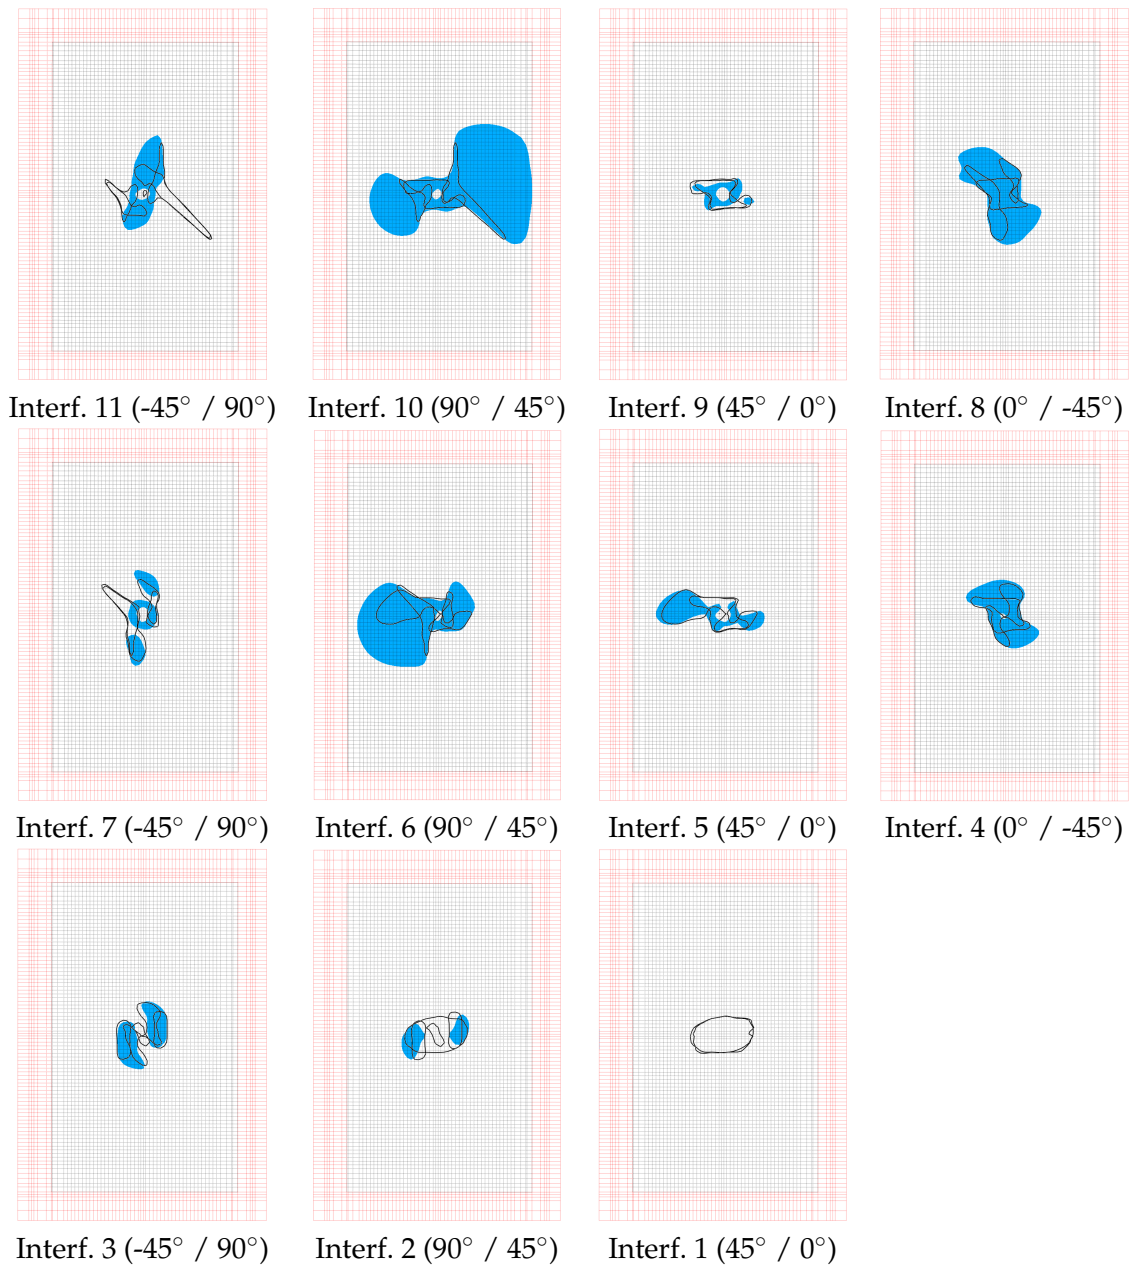 Interf. 11 (-45° / 90°) Interf. 10 (90° / 45°) Interf. 9 (45° / 0°) Interf. 8 (0° / -45°)
Interf. 7 (-45° / 90°) Interf. 6 (90° / 45°) Interf. 5 (45° / 0°) Interf. 4 (0° / -45°)
Interf. 3 (-45° / 90°) Interf. 2 (90° / 45°) Interf. 1 (45° / 0°)